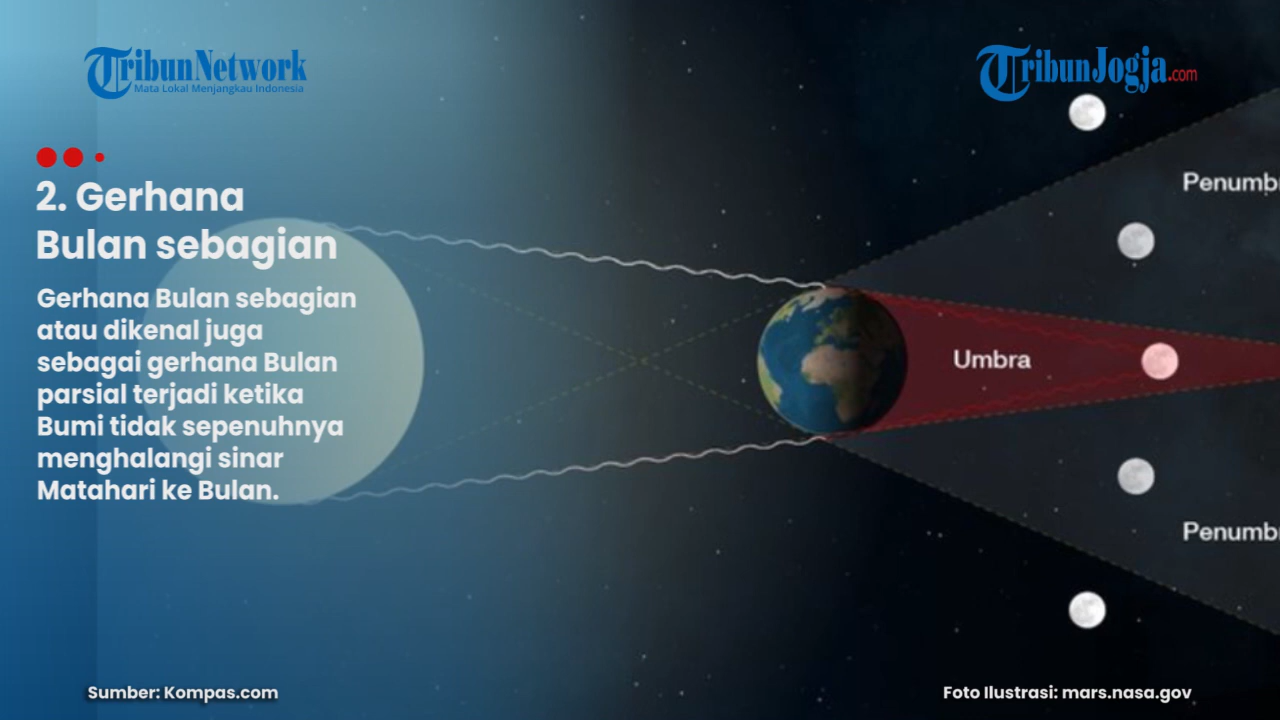 TribunNetwork
Mata Lokal Menjangkau Indonesia
TribunJogja.com
2. Gerhana
Bulan sebagian
Gerhana Bulan sebagian
atau dikenal juga
sebagai gerhana Bulan
parsial terjadi ketika
Bumi tidak sepenuhnya
menghalangi sinar
Matahari ke Bulan.
Penumb
Umbra
Penumb
Sumber: Kompas.com
Foto Ilustrasi: mars.nasa.gov